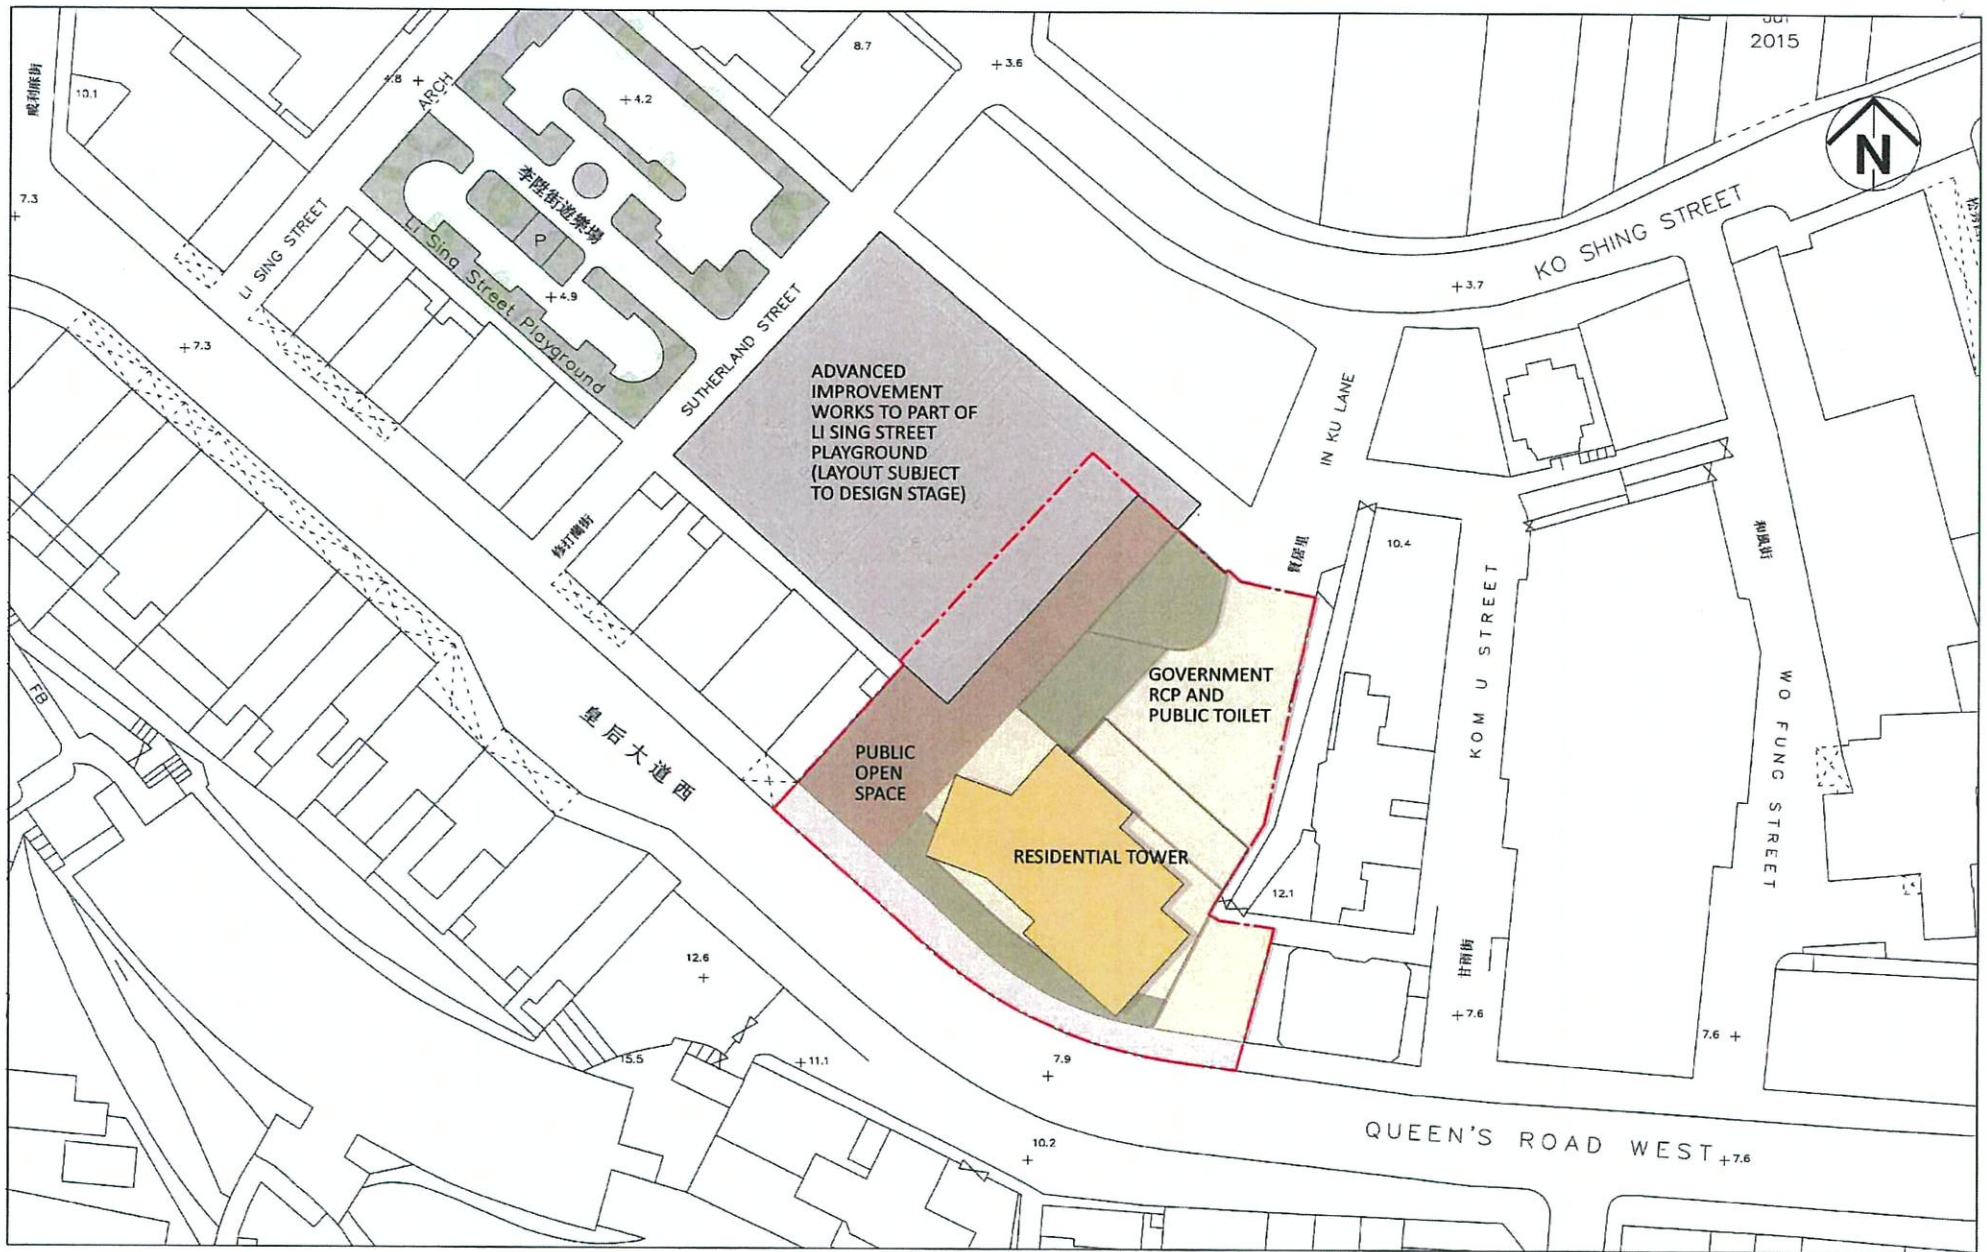 2015
N
威利麻街
10.1
4.8
ARCH
4.2
8.7
3.6
7.3
LI SING STREET
李陞街遊樂場
P
Li Sing Street Playground
4.9
SUTHERLAND STREET
KO SHING STREET
3.7
7.3
ADVANCED
IMPROVEMENT
WORKS TO PART OF
LI SING STREET
PLAYGROUND
(LAYOUT SUBJECT
TO DESIGN STAGE)
IN KU LANE
修打蘭街
賢居里
10.4
KOM U STREET
和風街
WO FUNG STREET
FB
皇后大道西
GOVERNMENT
RCP AND
PUBLIC TOILET
PUBLIC
OPEN
SPACE
RESIDENTIAL TOWER
12.1
甘雨街
12.6
7.6
7.6
15.5
11.1
7.9
10.2
QUEEN'S ROAD WEST
7.6